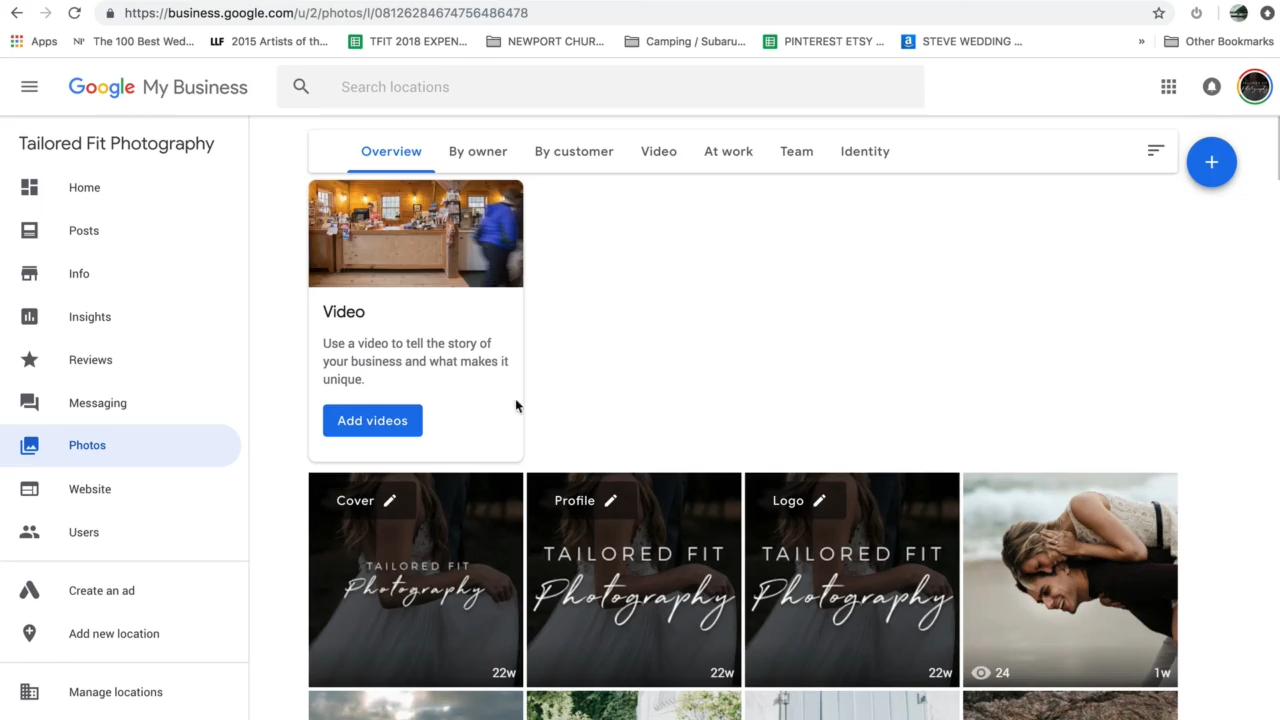 https://business.google.com/u/2/photos/l/08126284674756486478
Apps
The 100 Best Wed...
LLF 2015 Artists of th...
TFIT 2018 EXPEN...
NEWPORT CHUR...
Camping / Subaru...
PINTEREST ETSY ...
STEVE WEDDING ...
»
Other Bookmarks
Google My Business
Search locations
Tailored Fit Photography
Overview
By owner
By customer
Video
At work
Team
Identity
Home
Posts
Info
Insights
Reviews
Messaging
Photos
Website
Users
Create an ad
Add new location
Manage locations
Video
Use a video to tell the story of
your business and what makes it
unique.
Add videos
Cover
TAILORED FIT
Photography
22w
Profile
TAILORED FIT
Photography
22w
Logo
TAILORED FIT
Photography
22w
24
1w